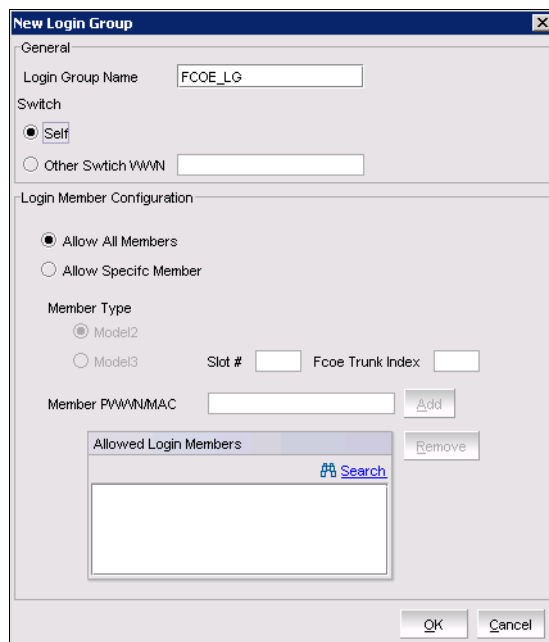 New Login Group
General
Login Group Name FCOE_LG
Switch
Self
Other Swtich WWN
Login Member Configuration
Allow All Members
Allow Specifc Member
Member Type
Model2
Model3 Slot # Fcoe Trunk Index
Member PWWN/MAC Add
Allowed Login Members Remove
Search
OK Cancel